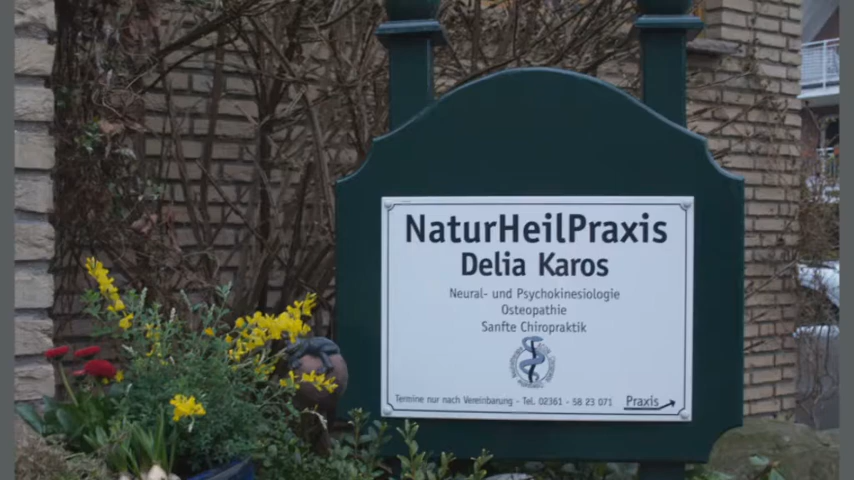 NaturHeilPraxis
Delia Karos
Neural- und Psychokinesiologie
Osteopathie
Sanfte Chiropraktik
Termine nur nach Vereinbarung - Tel. 02361 - 58 23 071
Praxis